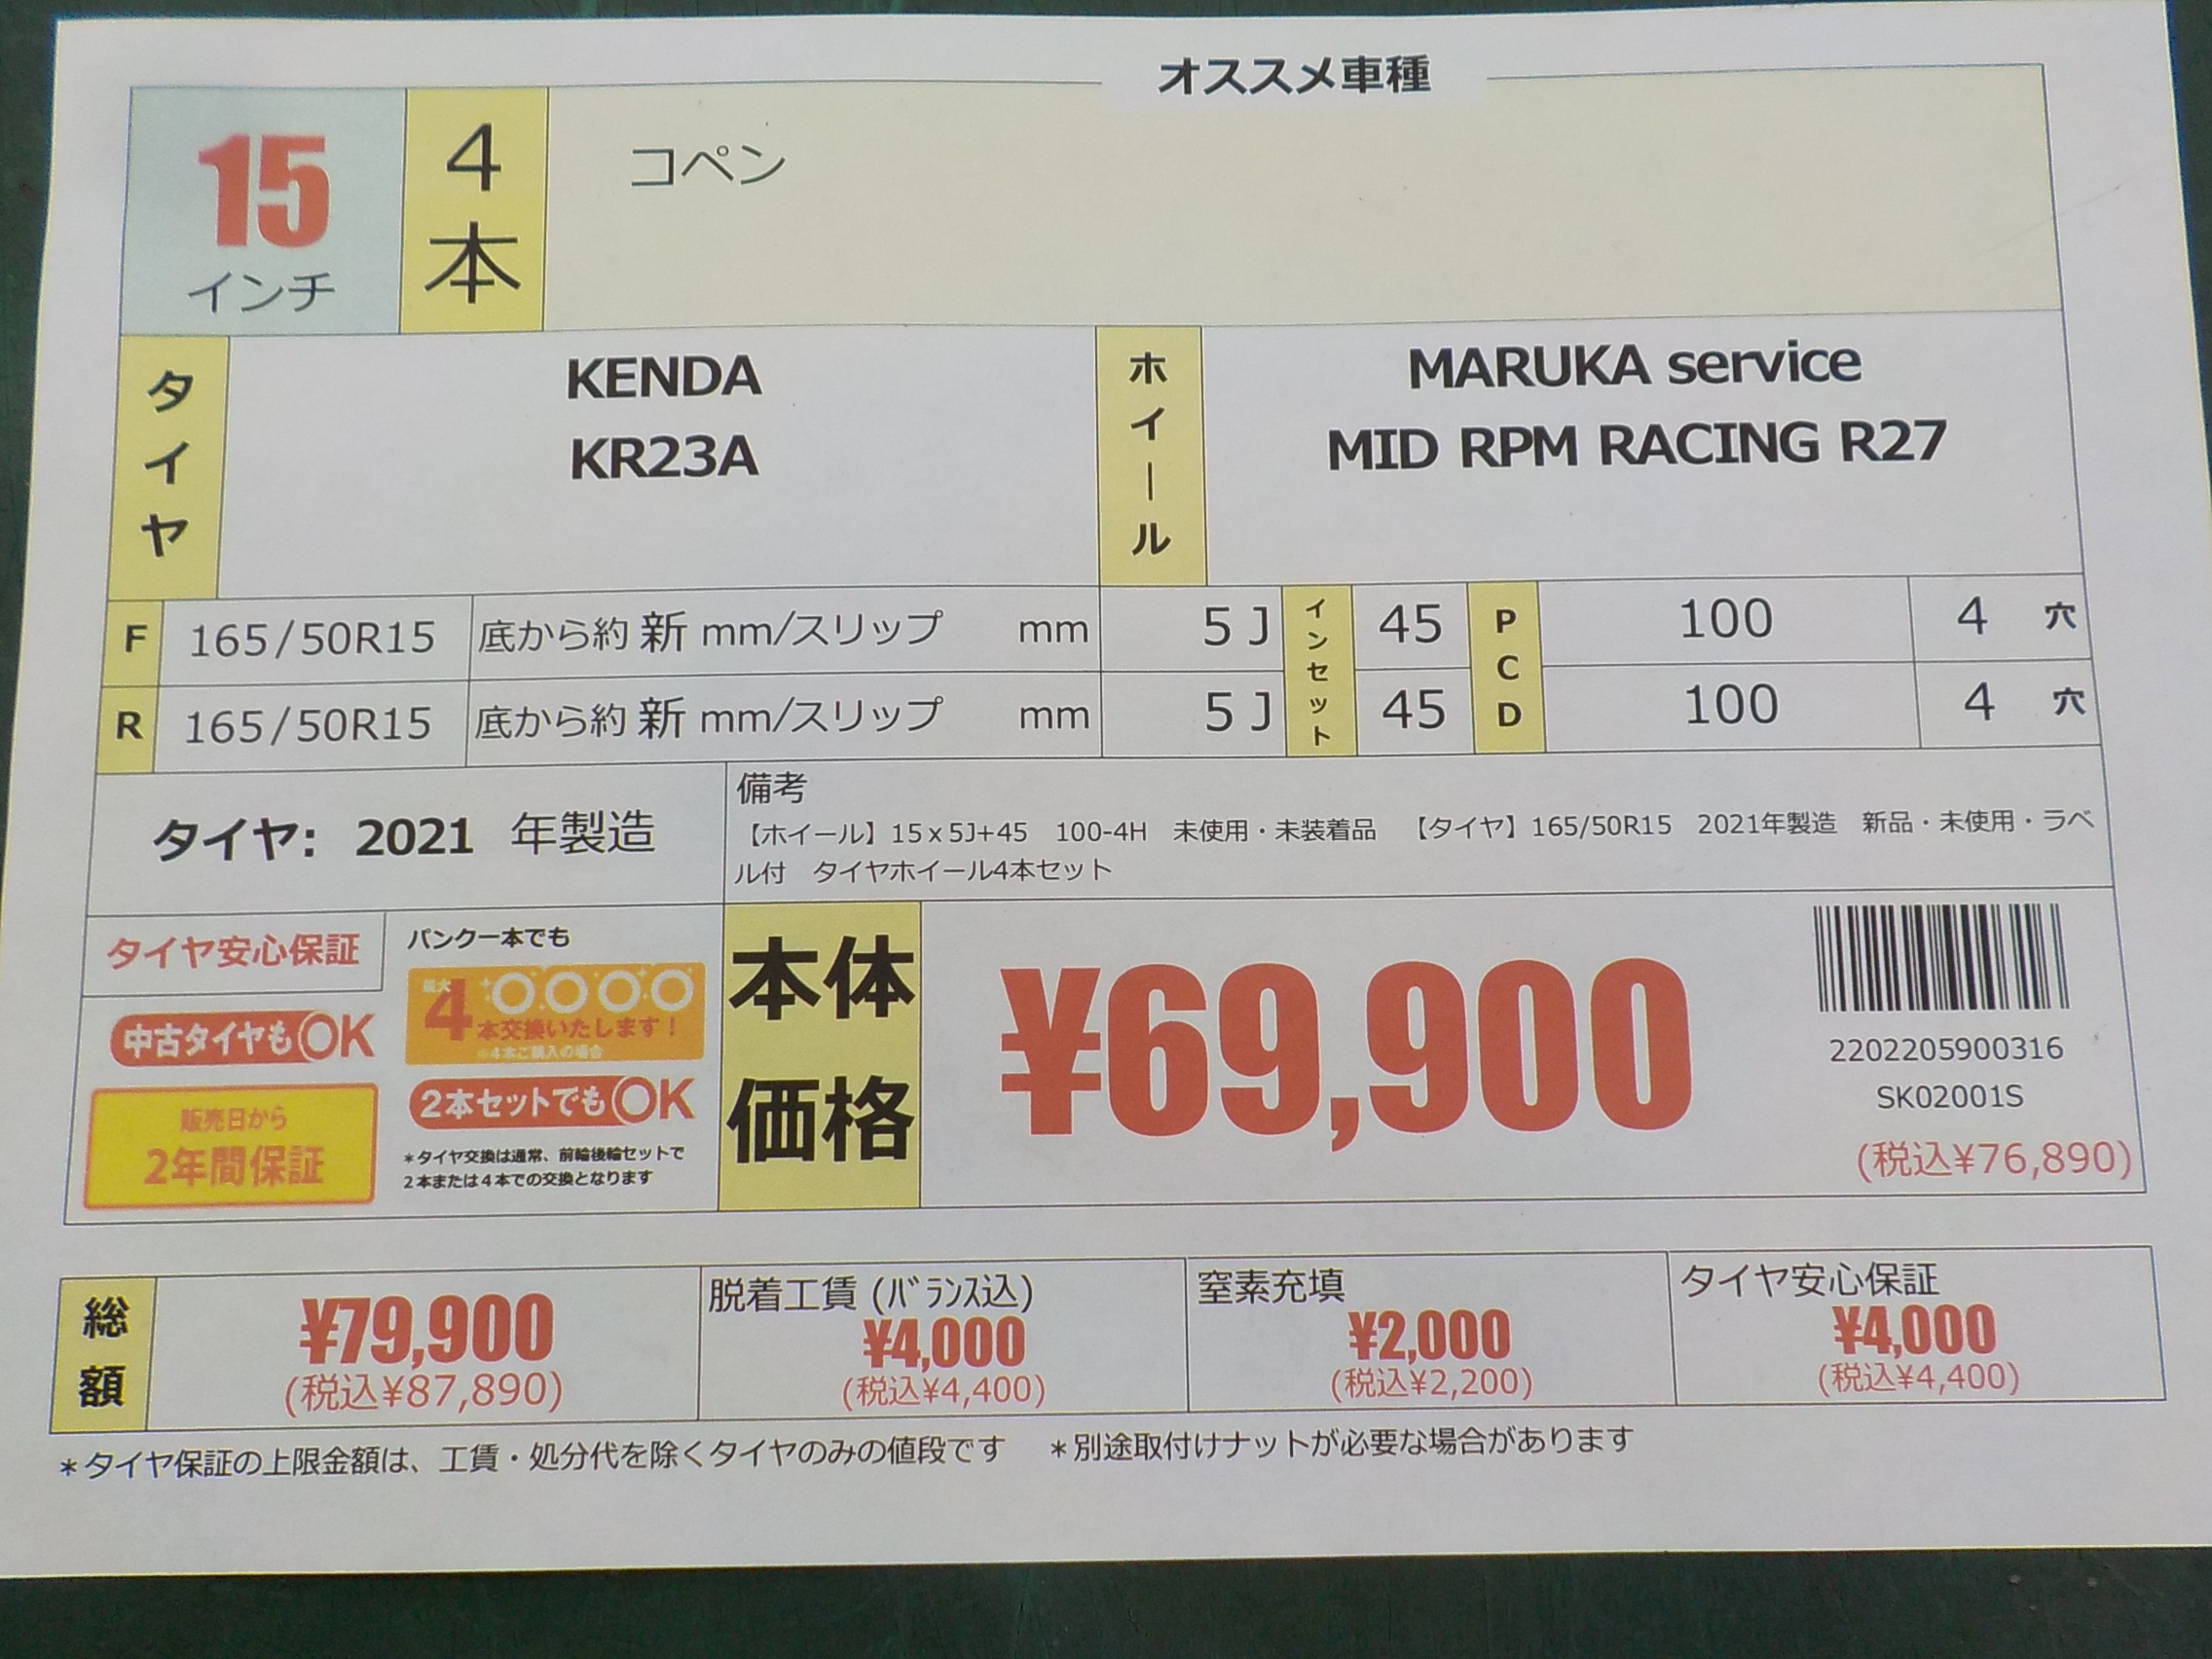 オススメ車種
15
インチ
4本
コペン
タイヤ
KENDA
KR23A
ホイール
MARUKA service
MID RPM RACING R27
F 165/50R15 底から約 新 mm/スリップ mm 5 J インセット 45 PCD 100 4 穴
R 165/50R15 底から約 新 mm/スリップ mm 5 J 45 100 4 穴
タイヤ: 2021 年製造
備考
【ホイール】15ｘ5J+45 100-4H 未使用・未装着品 【タイヤ】165/50R15 2021年製造 新品・未使用・ラベ
ル付 タイヤホイール4本セット
タイヤ安心保証
中古タイヤもOK
販売日から
2年間保証
パンク一本でも
最大4本交換いたします！
※4本ご購入の場合
2本セットでもOK
＊タイヤ交換は通常、前輪後輪セットで
２本または４本での交換となります
本体
価格
¥69,900
2202205900316
SK02001S
(税込¥76,890)
総額
¥79,900
(税込¥87,890)
脱着工賃 (ﾊﾞﾗﾝｽ込)
¥4,000
(税込¥4,400)
窒素充填
¥2,000
(税込¥2,200)
タイヤ安心保証
¥4,000
(税込¥4,400)
＊タイヤ保証の上限金額は、工賃・処分代を除くタイヤのみの値段です ＊別途取付けナットが必要な場合があります